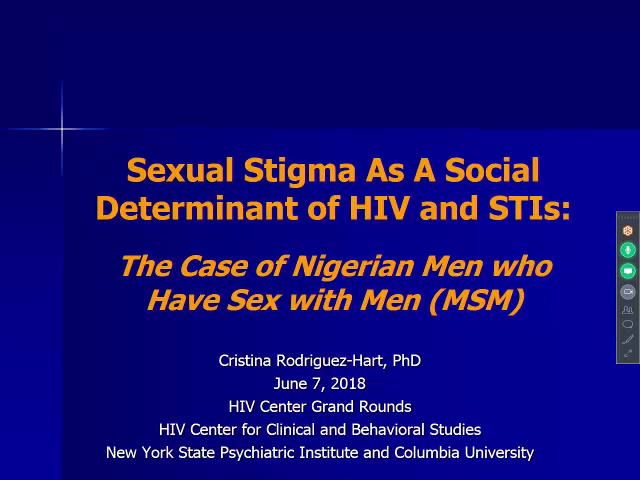 Sexual Stigma As A Social
Determinant of HIV and STIs:
The Case of Nigerian Men who
Have Sex with Men (MSM)
Cristina Rodriguez-Hart, PhD
June 7, 2018
HIV Center Grand Rounds
HIV Center for Clinical and Behavioral Studies
New York State Psychiatric Institute and Columbia University